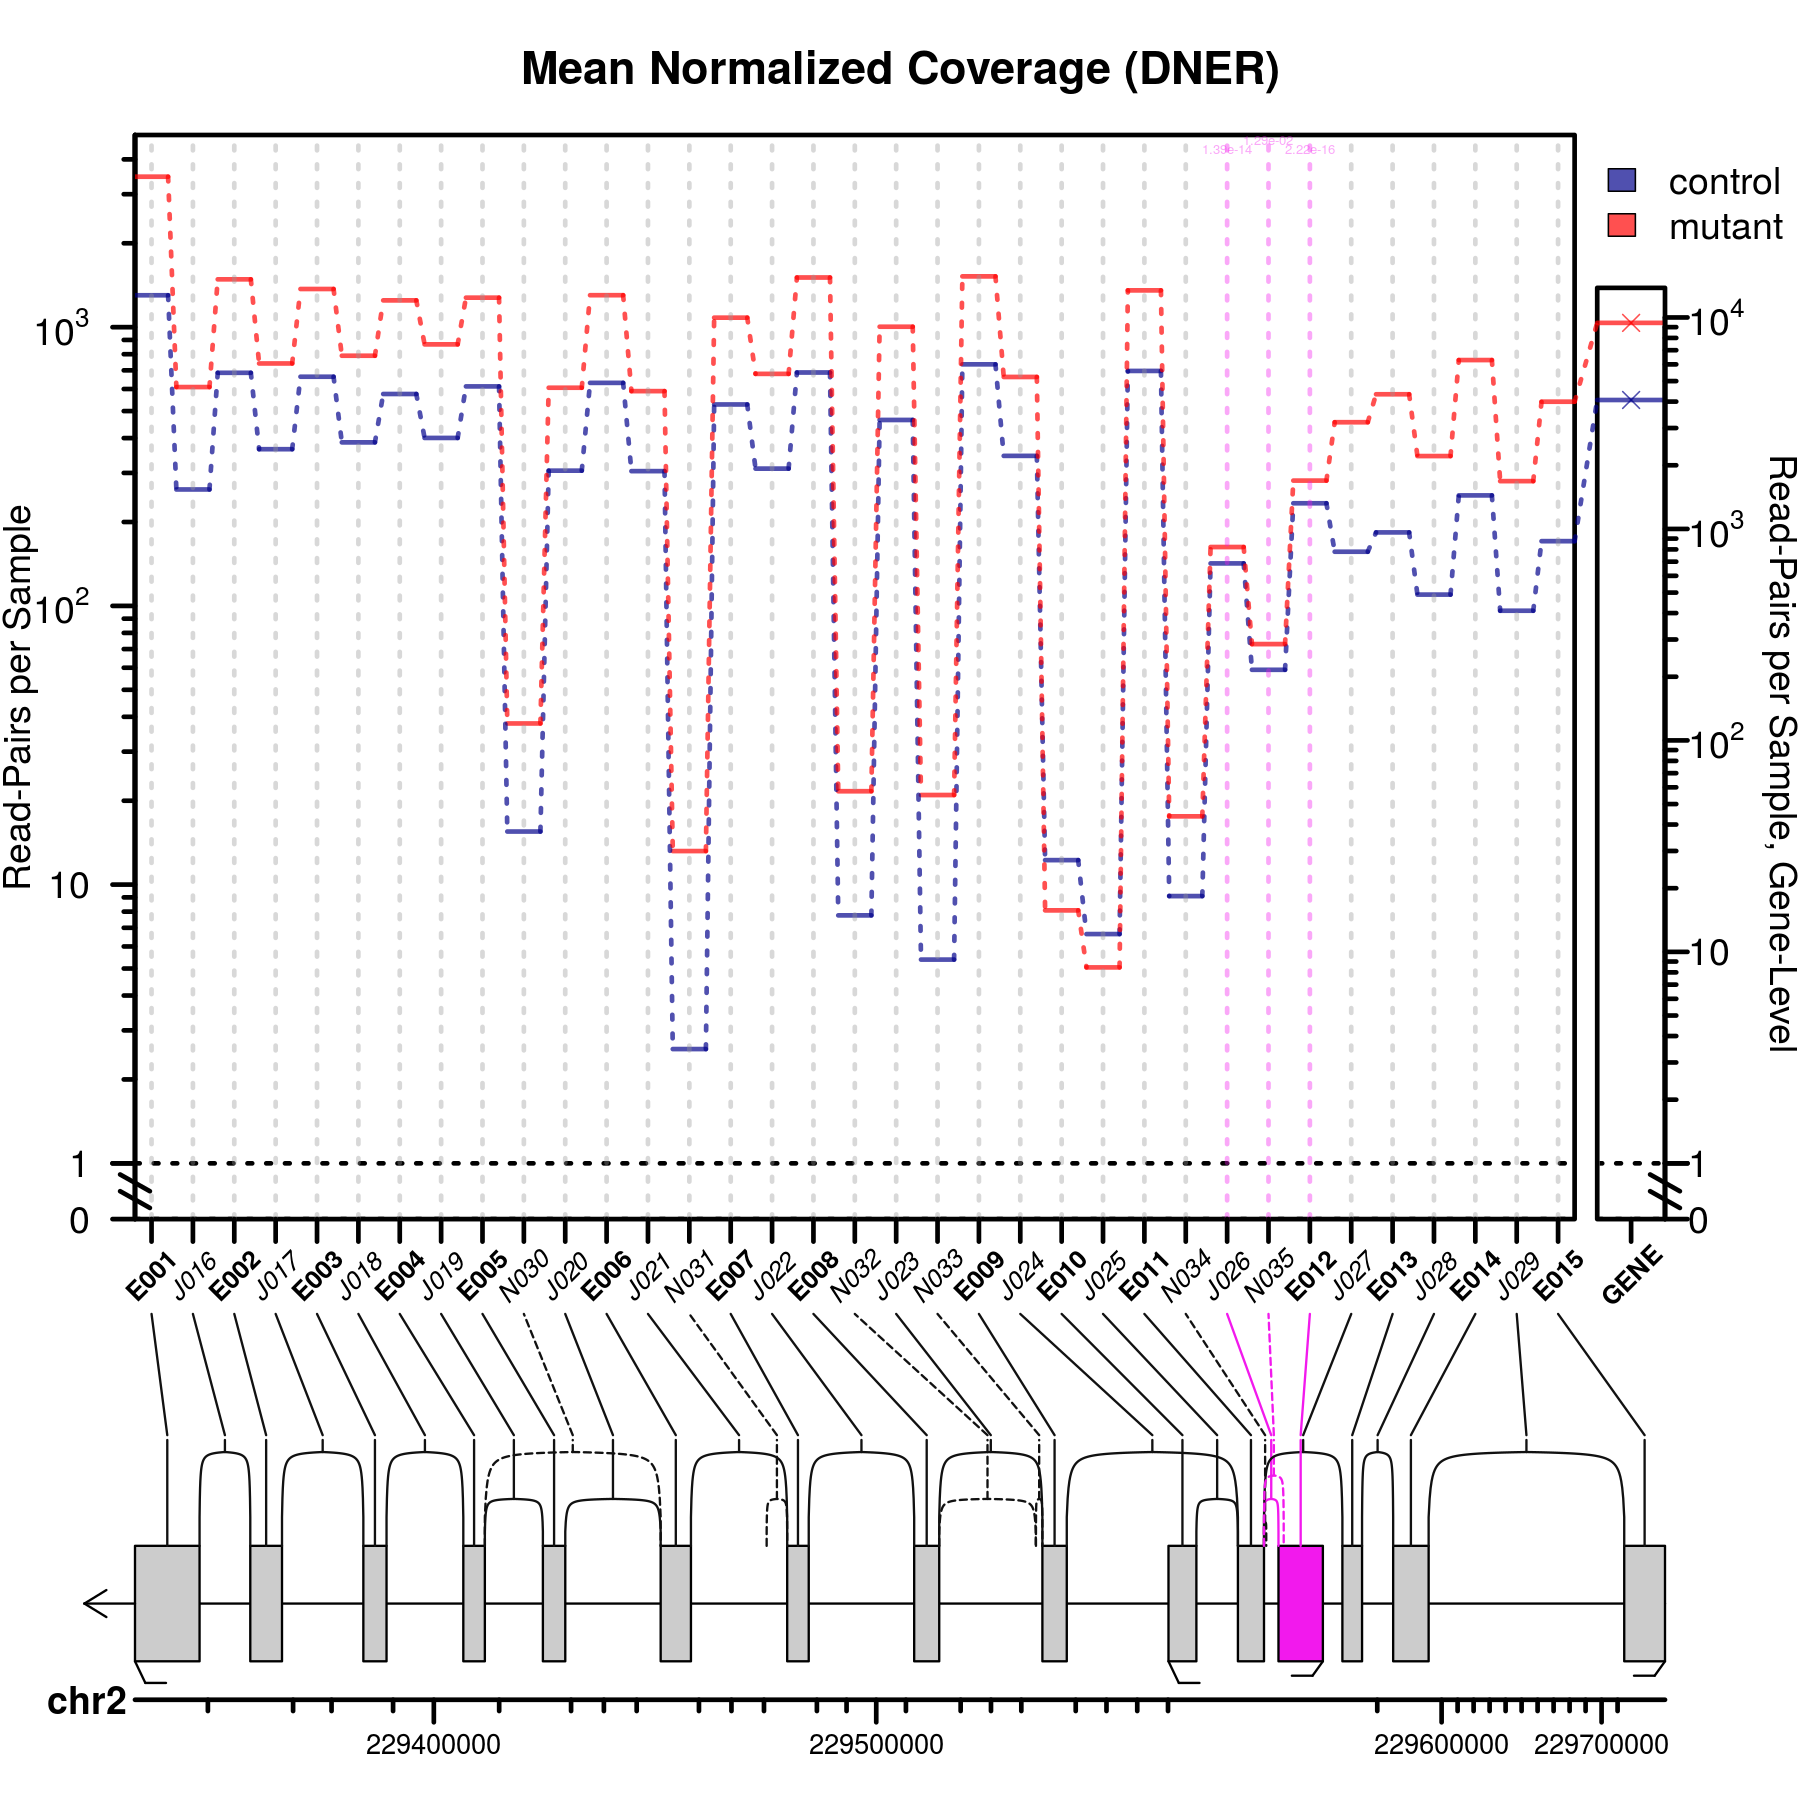 Mean Normalized Coverage (DNER)
1.39e-14
1.29e-02
2.22e-16
control
mutant
Read-Pairs per Sample
10³
10²
10
1
0
10⁴
10³
10²
10
1
0
Read-Pairs per Sample, Gene-Level
E001 J016 E002 J017 E003 J018 E004 J019 E005 N030 J020 E006 J021 N031 E007 J022 E008 N032 J023 N033 E009 J024 E010 J025 E011 N034 J026 N035 E012 J027 E013 J028 E014 J029 E015 GENE
chr2
229400000 229500000 229600000 229700000